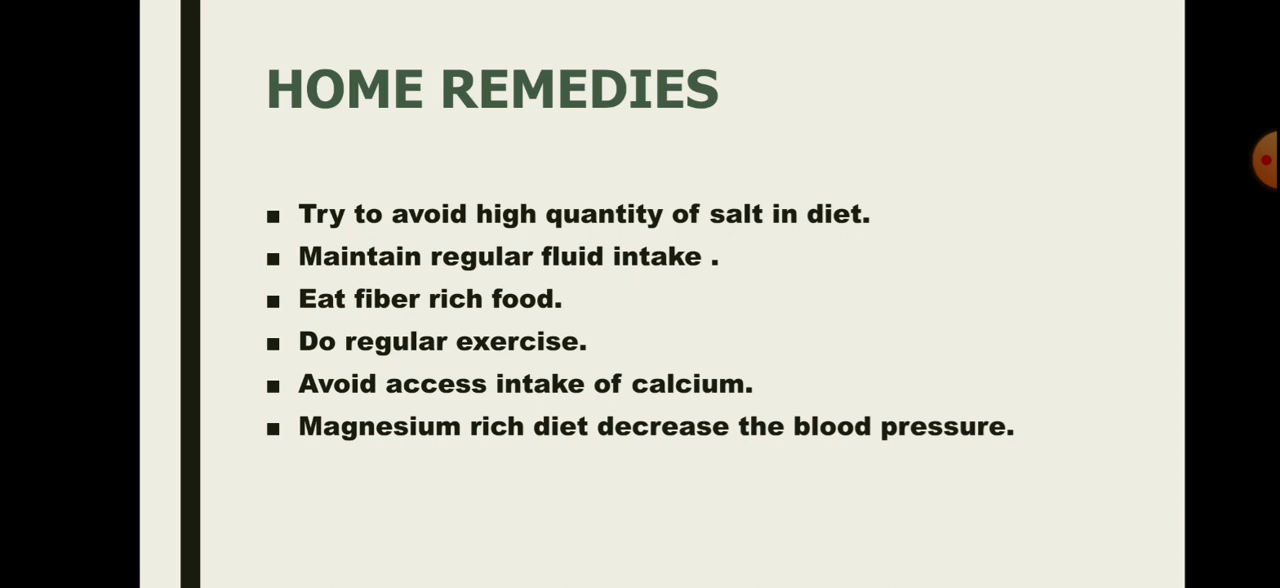 HOME REMEDIES
▪ Try to avoid high quantity of salt in diet.
▪ Maintain regular fluid intake .
▪ Eat fiber rich food.
▪ Do regular exercise.
▪ Avoid access intake of calcium.
▪ Magnesium rich diet decrease the blood pressure.